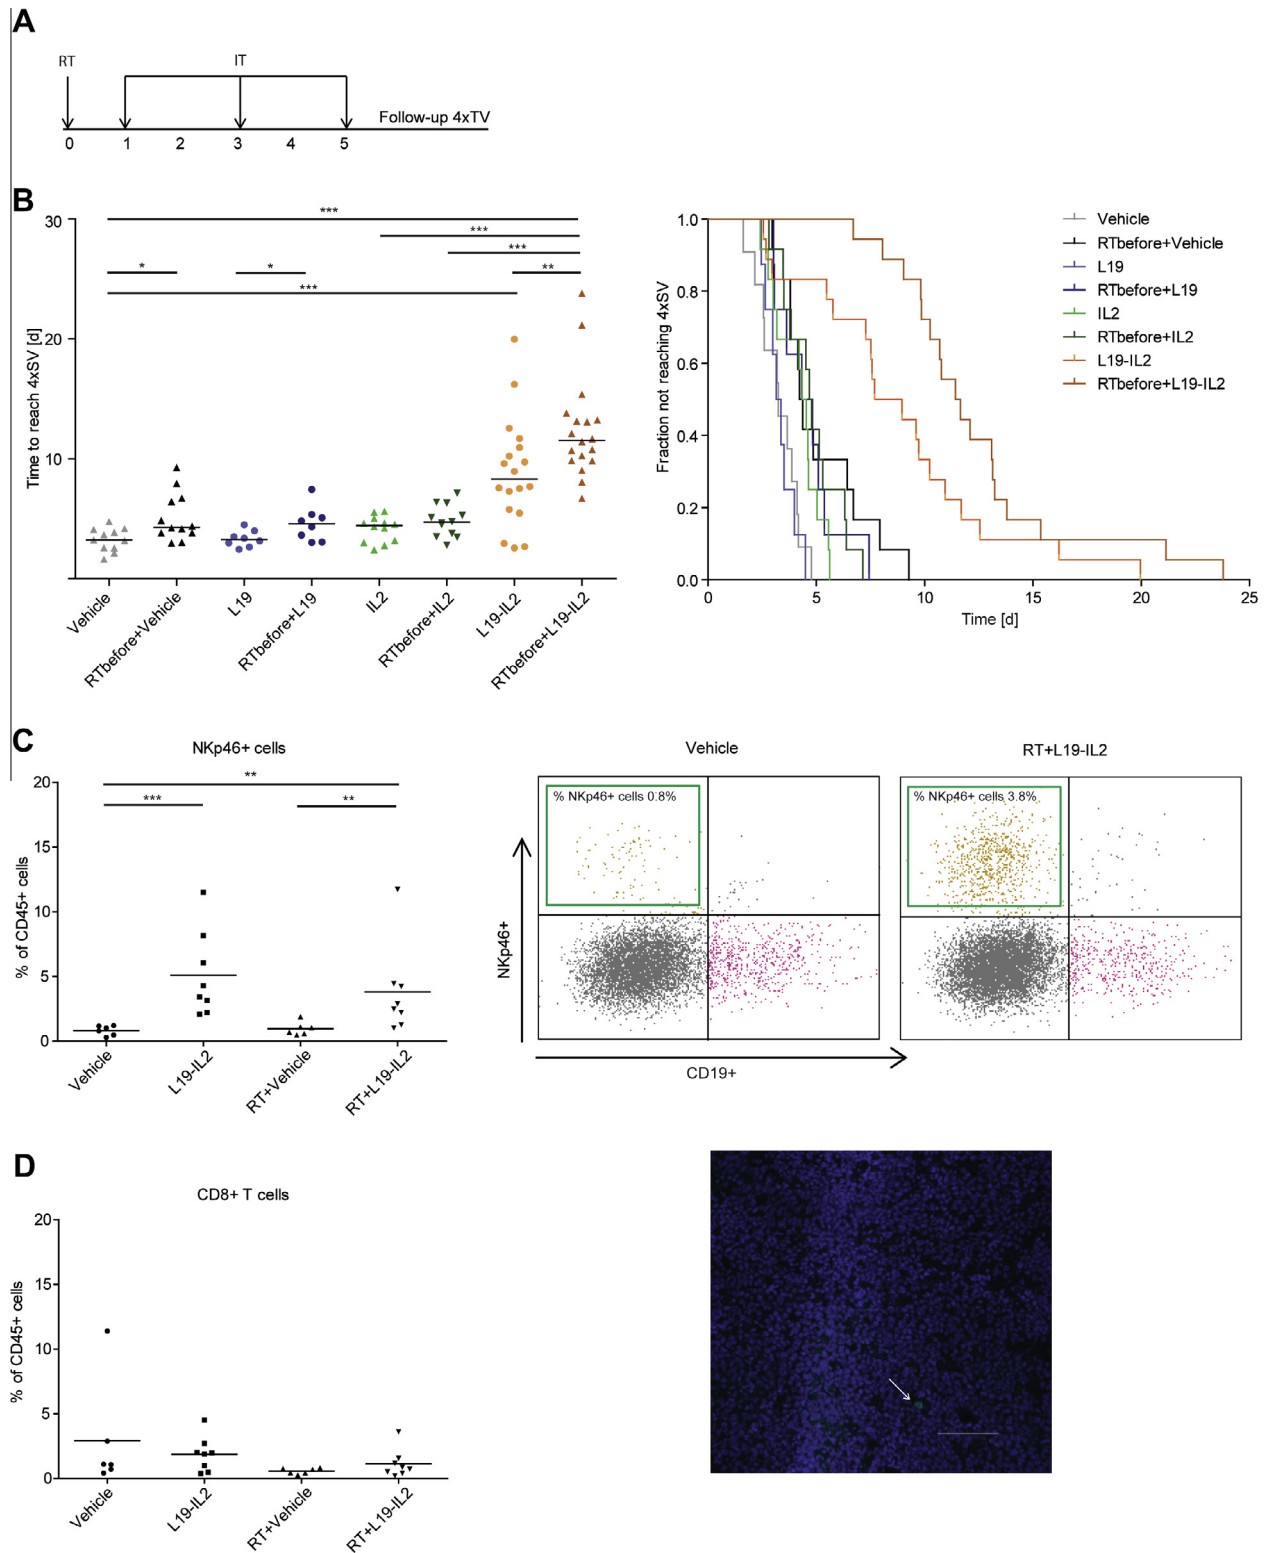 A
RT
IT
Follow-up 4xTV
0 1 2 3 4 5
B
30
20
10
Time to reach 4xSV [d]
***
***
***
* * **
***
Vehicle
RTbefore+Vehicle
L19
RTbefore+L19
IL2
RTbefore+IL2
L19-IL2
RTbefore+L19-IL2
1.0
0.8
0.6
0.4
0.2
0.0
Fraction not reaching 4xSV
0 5 10 15 20 25
Time [d]
Vehicle
RTbefore+Vehicle
L19
RTbefore+L19
IL2
RTbefore+IL2
L19-IL2
RTbefore+L19-IL2
C
NKp46+ cells
20
15
10
5
0
% of CD45+ cells
**
*** **
Vehicle
L19-IL2
RT+Vehicle
RT+L19-IL2
Vehicle
% NKp46+ cells 0.8%
RT+L19-IL2
% NKp46+ cells 3.8%
NKp46+
CD19+
D
CD8+ T cells
20
15
10
5
0
% of CD45+ cells
Vehicle
L19-IL2
RT+Vehicle
RT+L19-IL2